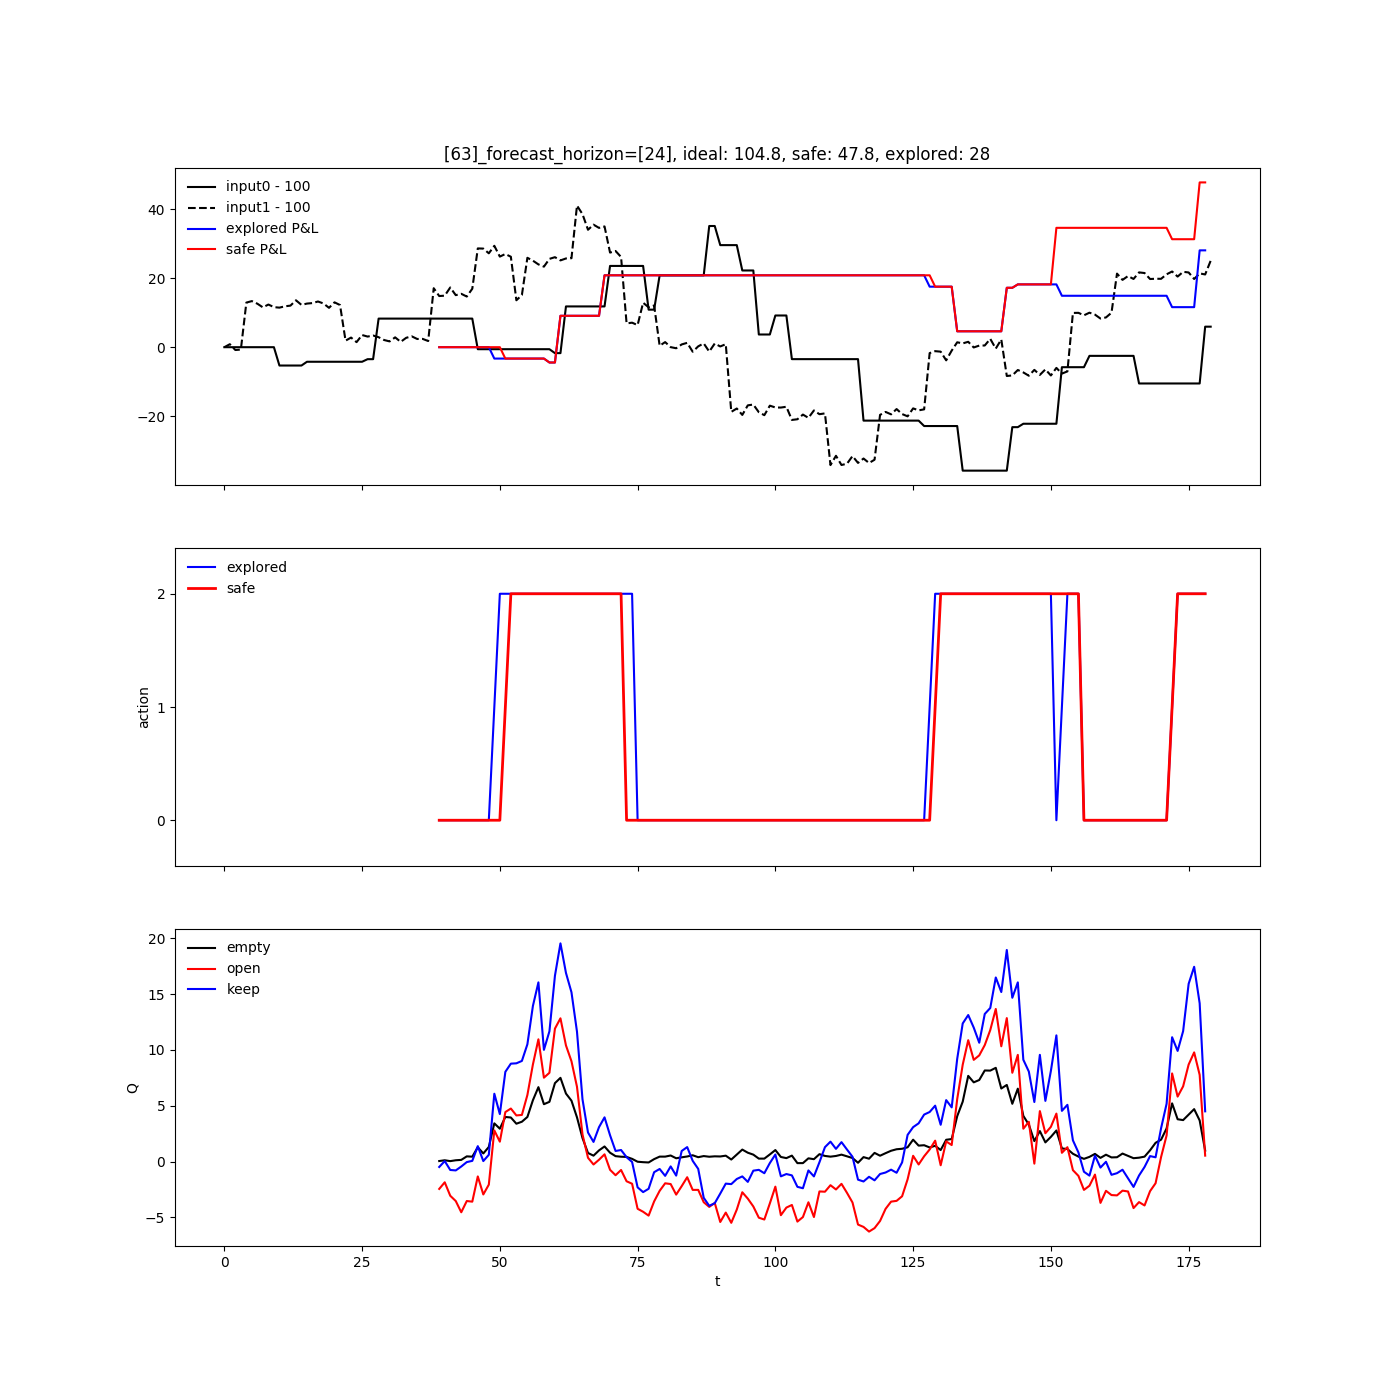 [63]_forecast_horizon=[24], ideal: 104.8, safe: 47.8, explored: 28
input0 - 100
input1 - 100
explored P&L
safe P&L
40
20
0
−20
explored
safe
2
1
0
action
empty
open
keep
20
15
10
5
0
−5
Q
0 25 50 75 100 125 150 175
t